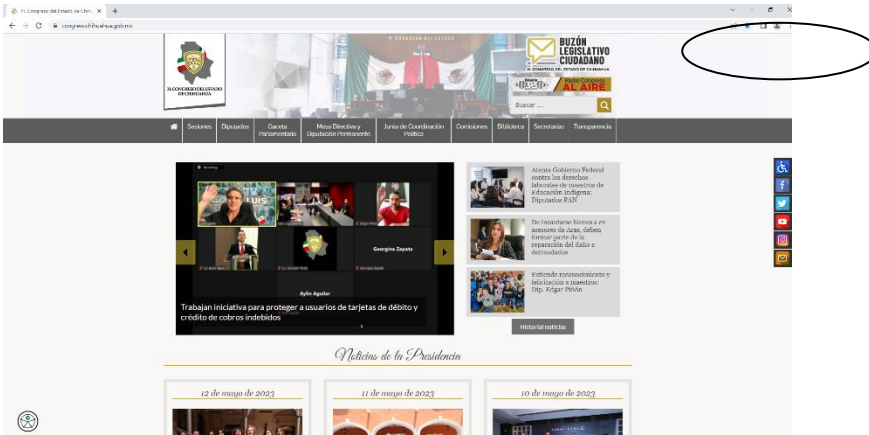 H. Congreso del Estado de Chihu
congresochihuahua.gob.mx
H. CONGRESO DEL ESTADO
H. CONGRESO DEL ESTADO
DE CHIHUAHUA
BUZÓN
LEGISLATIVO
CIUDADANO
H. CONGRESO DEL ESTADO DE CHIHUAHUA
Radio Congreso
AL AIRE
Buscar ...
Sesiones
Diputados
Gaceta
Parlamentaria
Mesa Directiva y
Diputación Permanente
Junta de Coordinación
Política
Comisiones
Biblioteca
Secretarías
Transparencia
Georgina Zapata
Aylin Aguilar
Trabajan iniciativa para proteger a usuarios de tarjetas de débito y
crédito de cobros indebidos
Atenta Gobierno Federal
contra los derechos
laborales de maestros de
Educación Indígena:
Diputados PAN
De incautarse bienes a ex
asesores de Aras, deben
formar parte de la
reparación del daño a
defraudados
Extiende reconocimiento y
felicitación a maestros:
Dip. Edgar Piñón
Historial noticias
Noticias de la Presidencia
12 de mayo de 2023
11 de mayo de 2023
10 de mayo de 2023